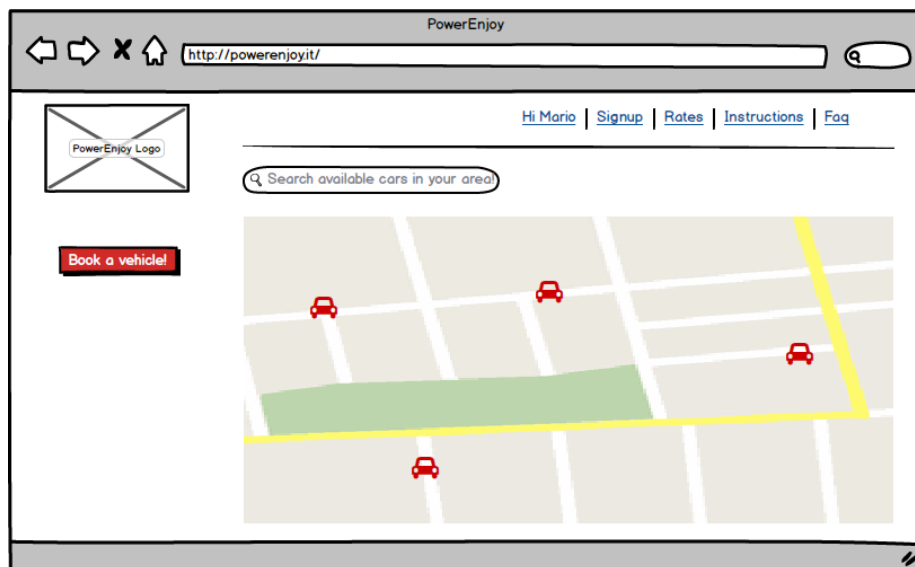 PowerEnjoy
http://powerenjoy.it/
PowerEnjoy Logo
Hi Mario | Signup | Rates | Instructions | Faq
Search available cars in your area!
Book a vehicle!